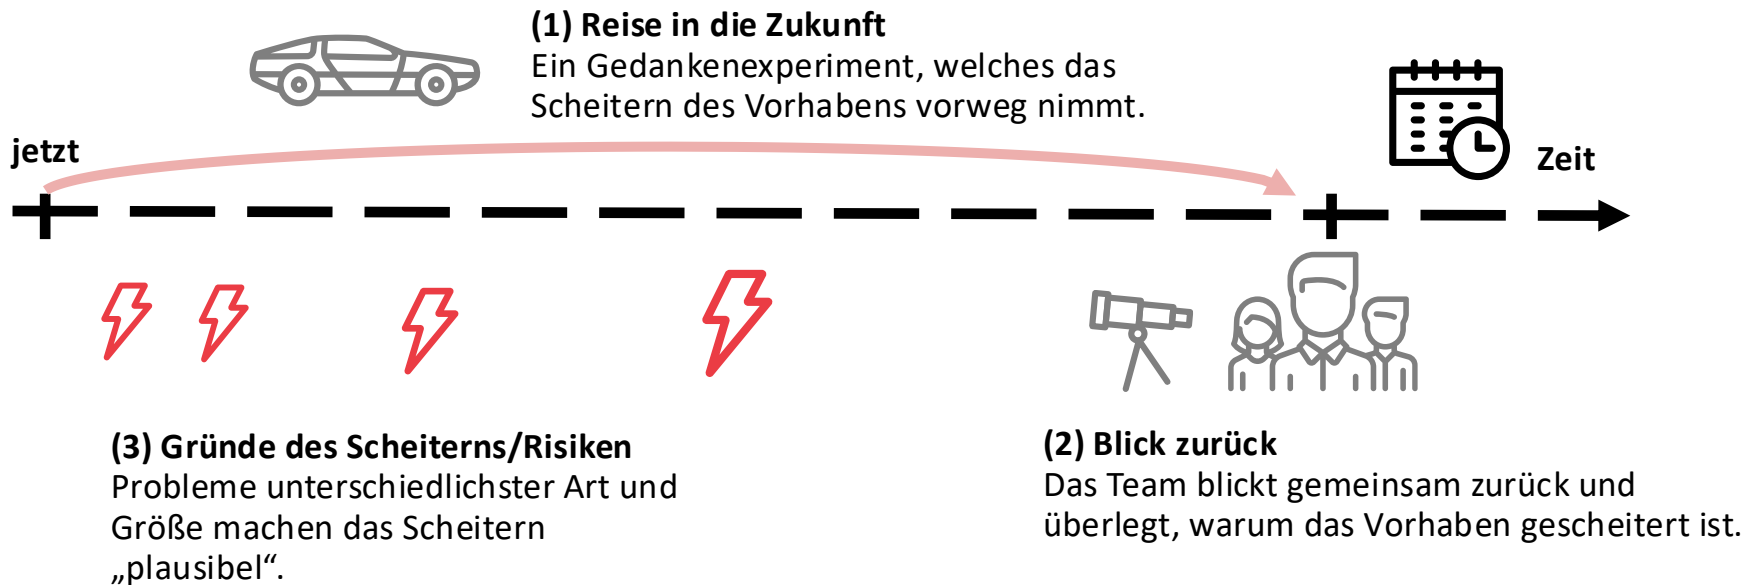 (1) Reise in die Zukunft
Ein Gedankenexperiment, welches das
Scheitern des Vorhabens vorweg nimmt.
jetzt
Zeit
(3) Gründe des Scheiterns/Risiken
Probleme unterschiedlichster Art und
Größe machen das Scheitern
„plausibel“.
(2) Blick zurück
Das Team blickt gemeinsam zurück und
überlegt, warum das Vorhaben gescheitert ist.